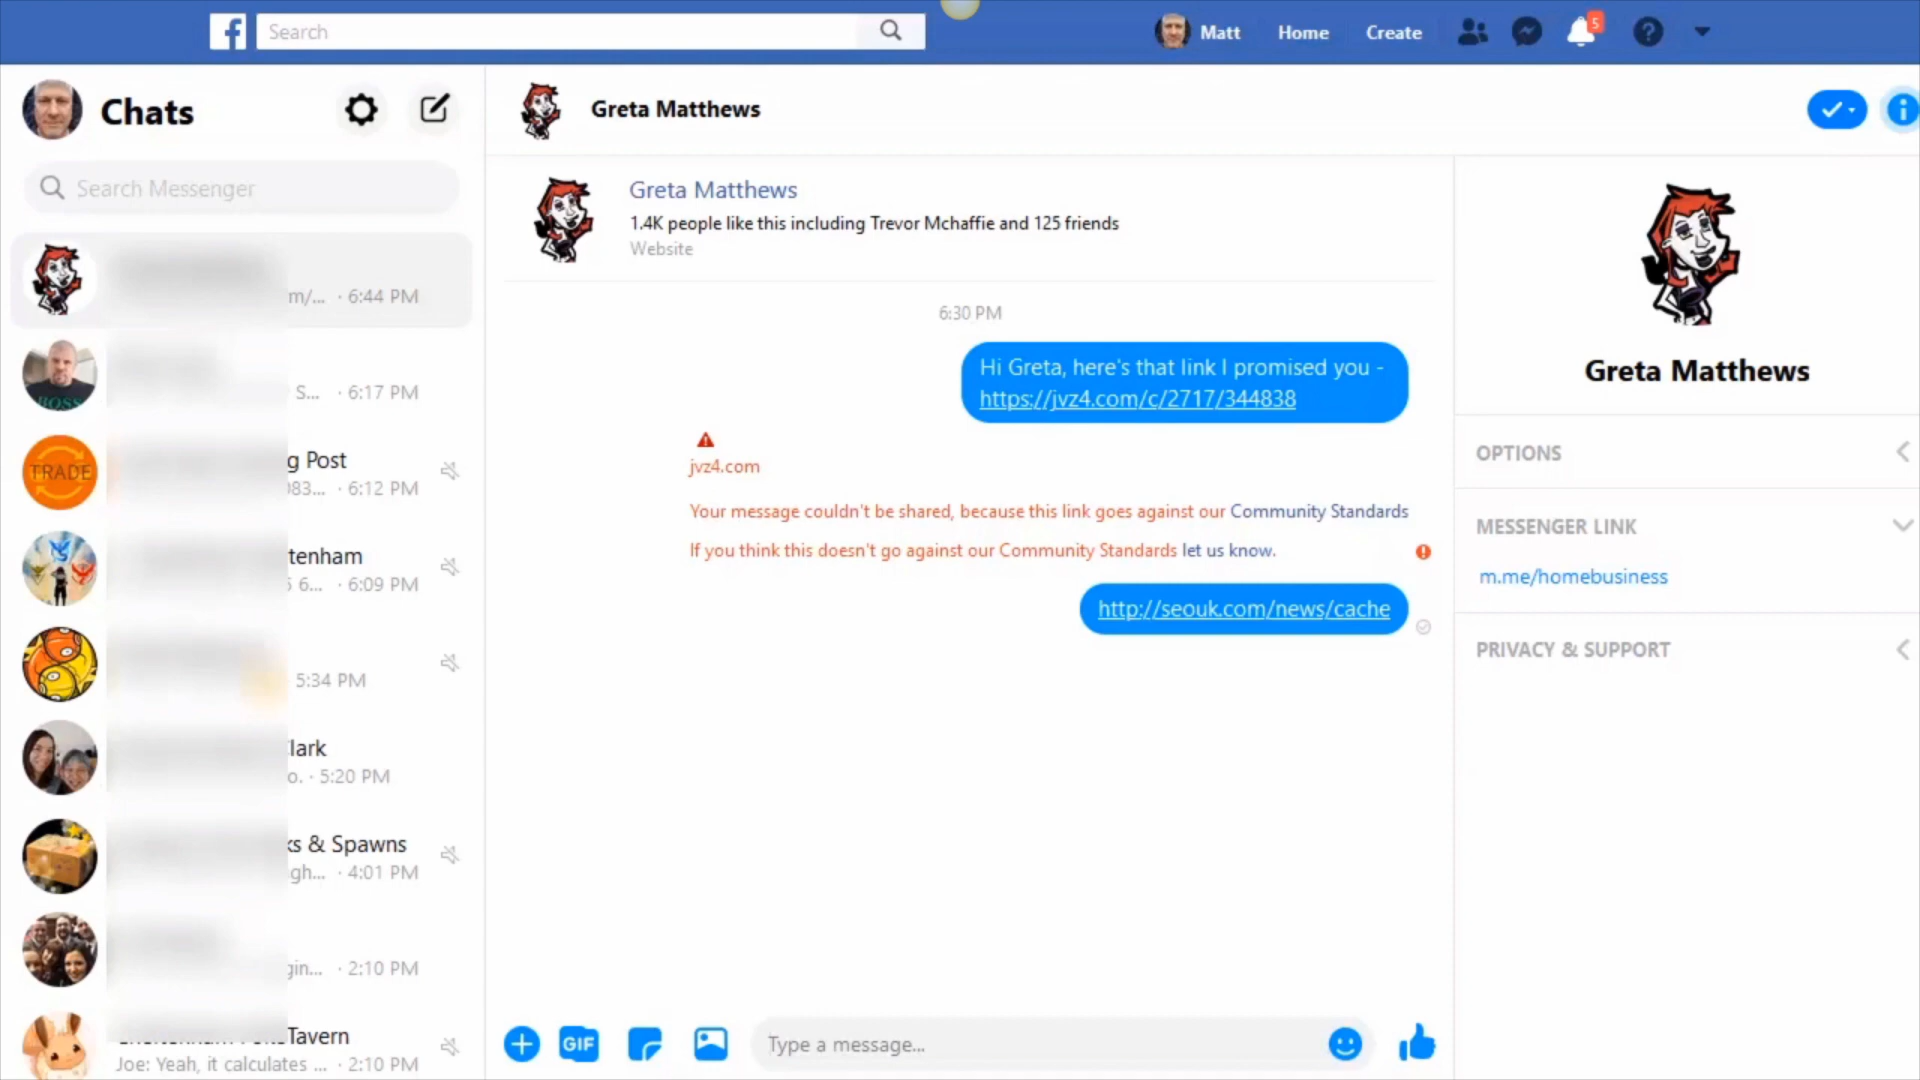 Search
Matt
Home
Create
5
Chats
Search Messenger
m/... · 6:44 PM
S... · 6:17 PM
BOSS
TRADE
g Post
083... · 6:12 PM
tenham
6... · 6:09 PM
5:34 PM
lark
o. · 5:20 PM
ks & Spawns
gh... · 4:01 PM
gin... · 2:10 PM
Tavern
Joe: Yeah, it calculates ... · 2:10 PM
Greta Matthews
Greta Matthews
1.4K people like this including Trevor Mchaffie and 125 friends
Website
6:30 PM
Hi Greta, here's that link I promised you -
https://jvz4.com/c/2717/344838
jvz4.com
Your message couldn't be shared, because this link goes against our Community Standards
If you think this doesn't go against our Community Standards let us know.
http://seouk.com/news/cache
GIF
Type a message...
Greta Matthews
OPTIONS
MESSENGER LINK
m.me/homebusiness
PRIVACY & SUPPORT